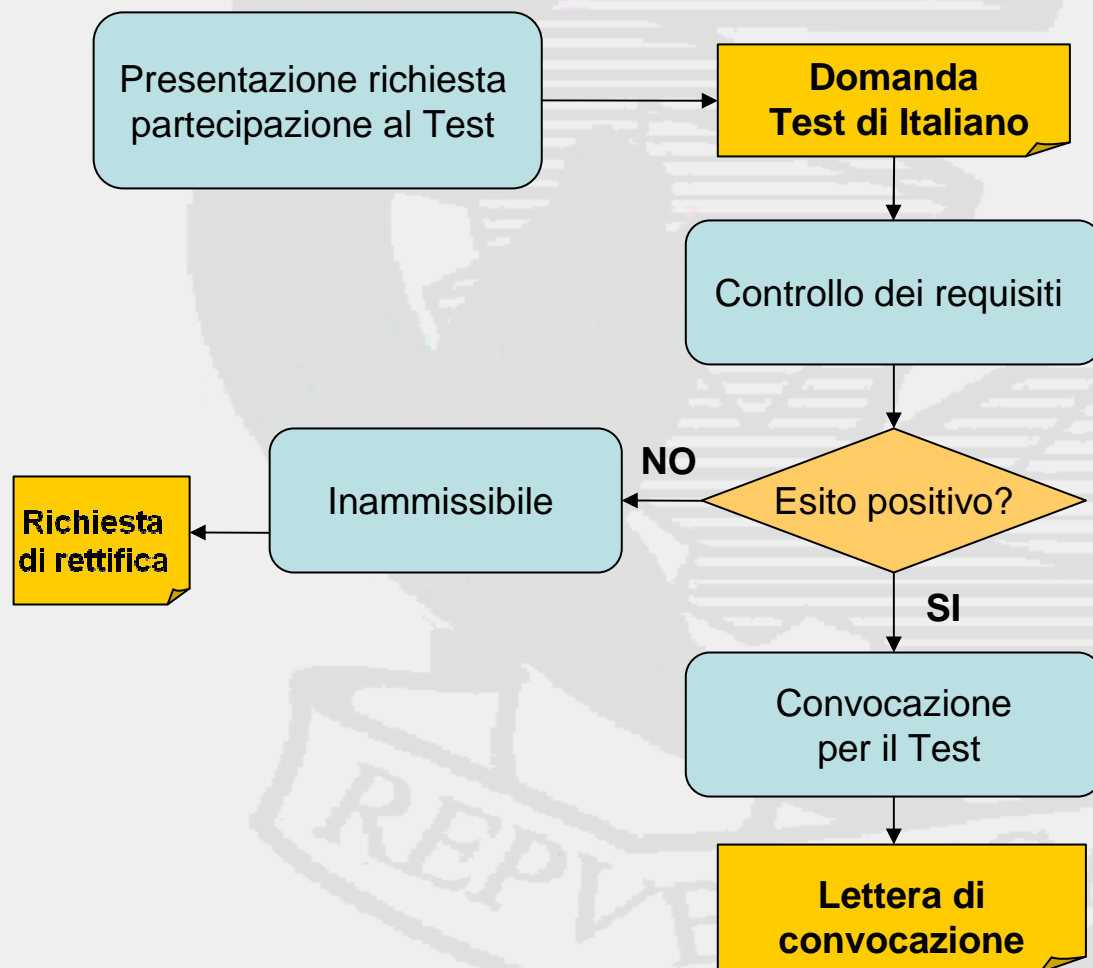 Presentazione richiesta
partecipazione al Test
Domanda
Test di Italiano
Controllo dei requisiti
Esito positivo?
NO
Inammissibile
Richiesta
di rettifica
SI
Convocazione
per il Test
Lettera di
convocazione
REPV